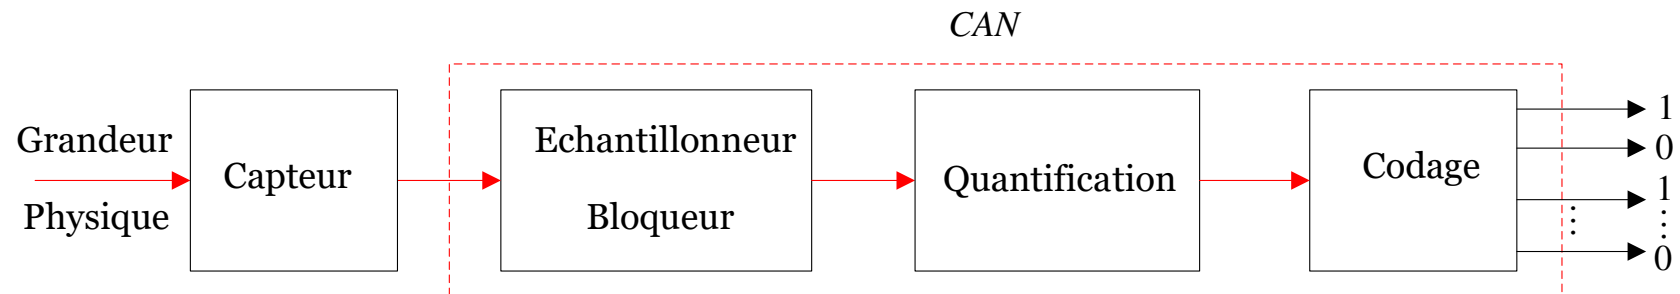 CAN
Grandeur
Physique
Capteur
Echantillonneur
Bloqueur
Quantification
Codage
1
0
1
⋮
⋮
0